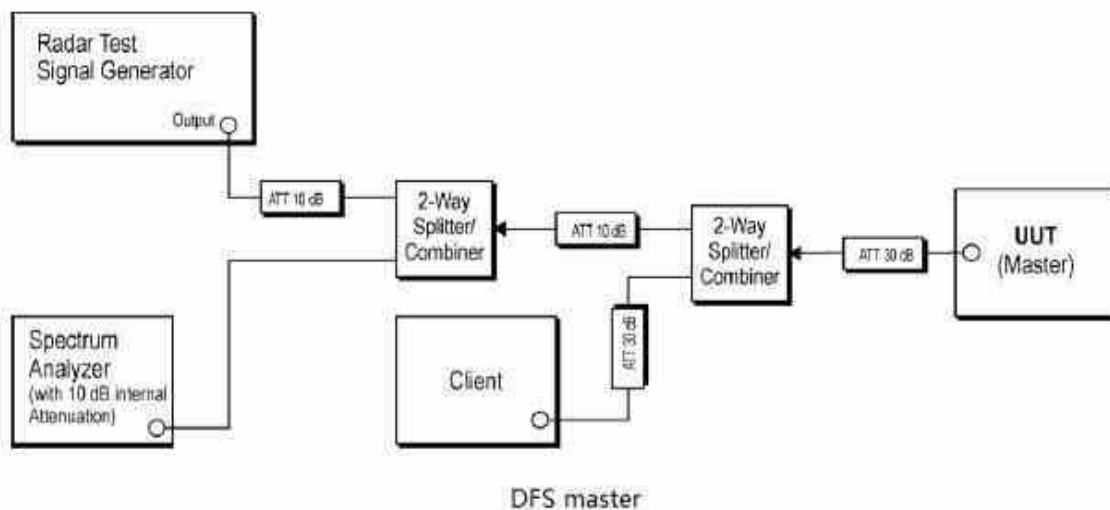 Radar Test
Signal Generator
Output
ATT 10 dB
2-Way
Splitter/
Combiner
ATT 10 dB
2-Way
Splitter/
Combiner
ATT 30 dB
UUT
(Master)
ATT 30 dB
Spectrum
Analyzer
(with 10 dB internal
Attenuation)
Client
DFS master